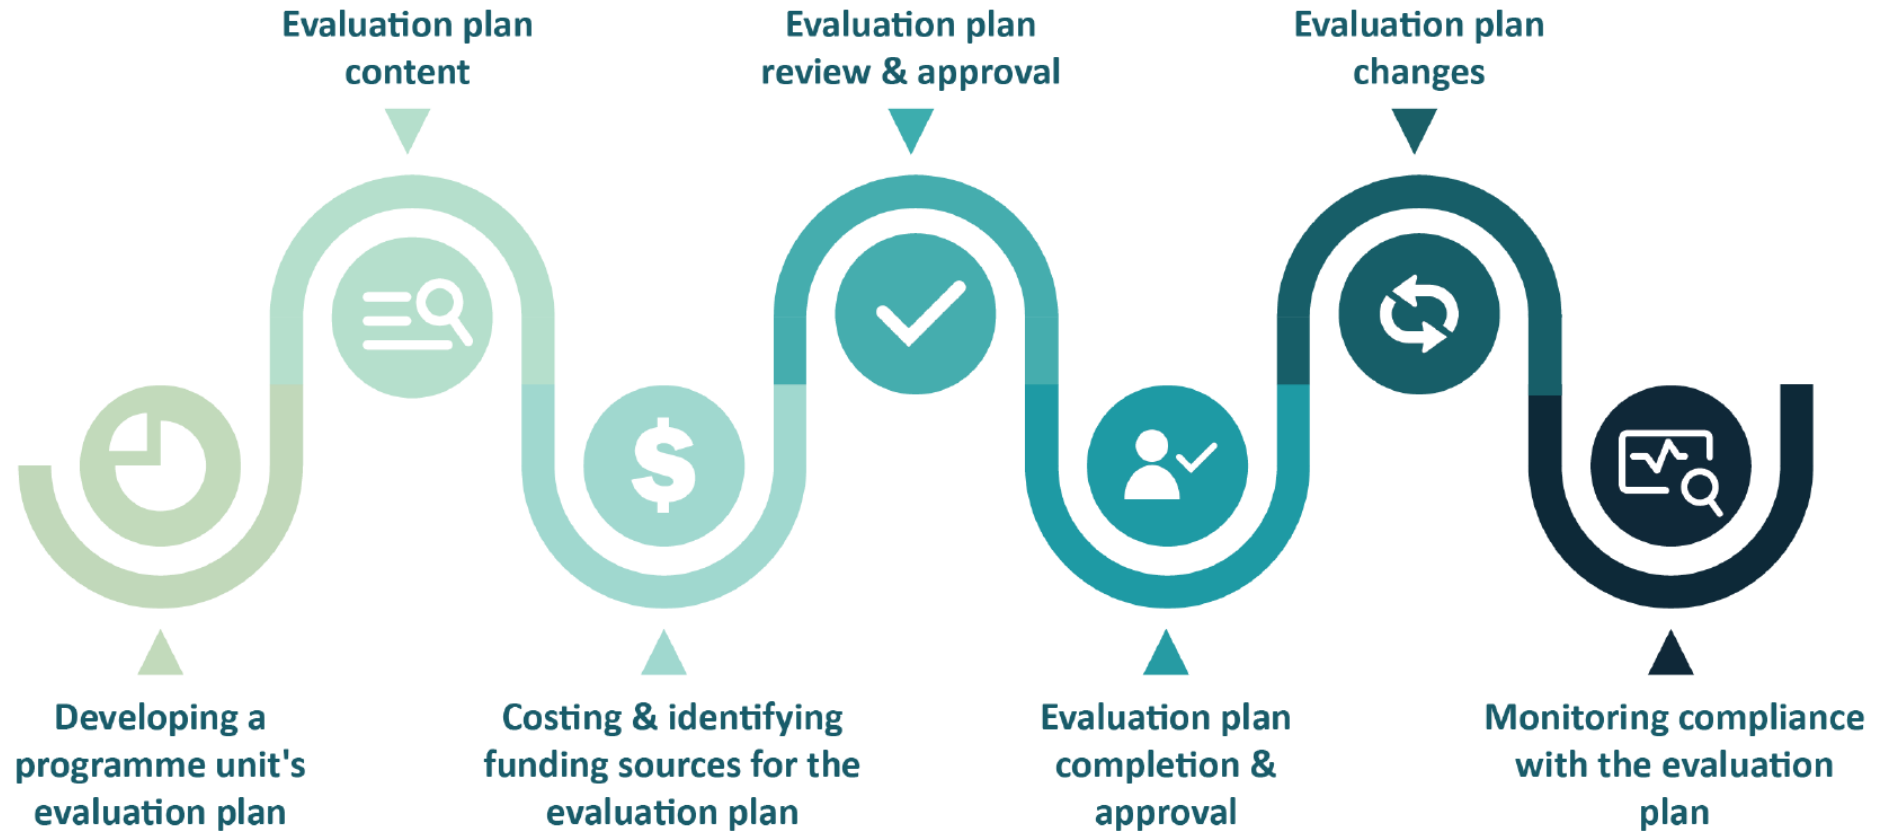 Evaluation plan
content
Evaluation plan
review & approval
Evaluation plan
changes
$
Developing a
programme unit's
evaluation plan
Costing & identifying
funding sources for the
evaluation plan
Evaluation plan
completion &
approval
Monitoring compliance
with the evaluation
plan